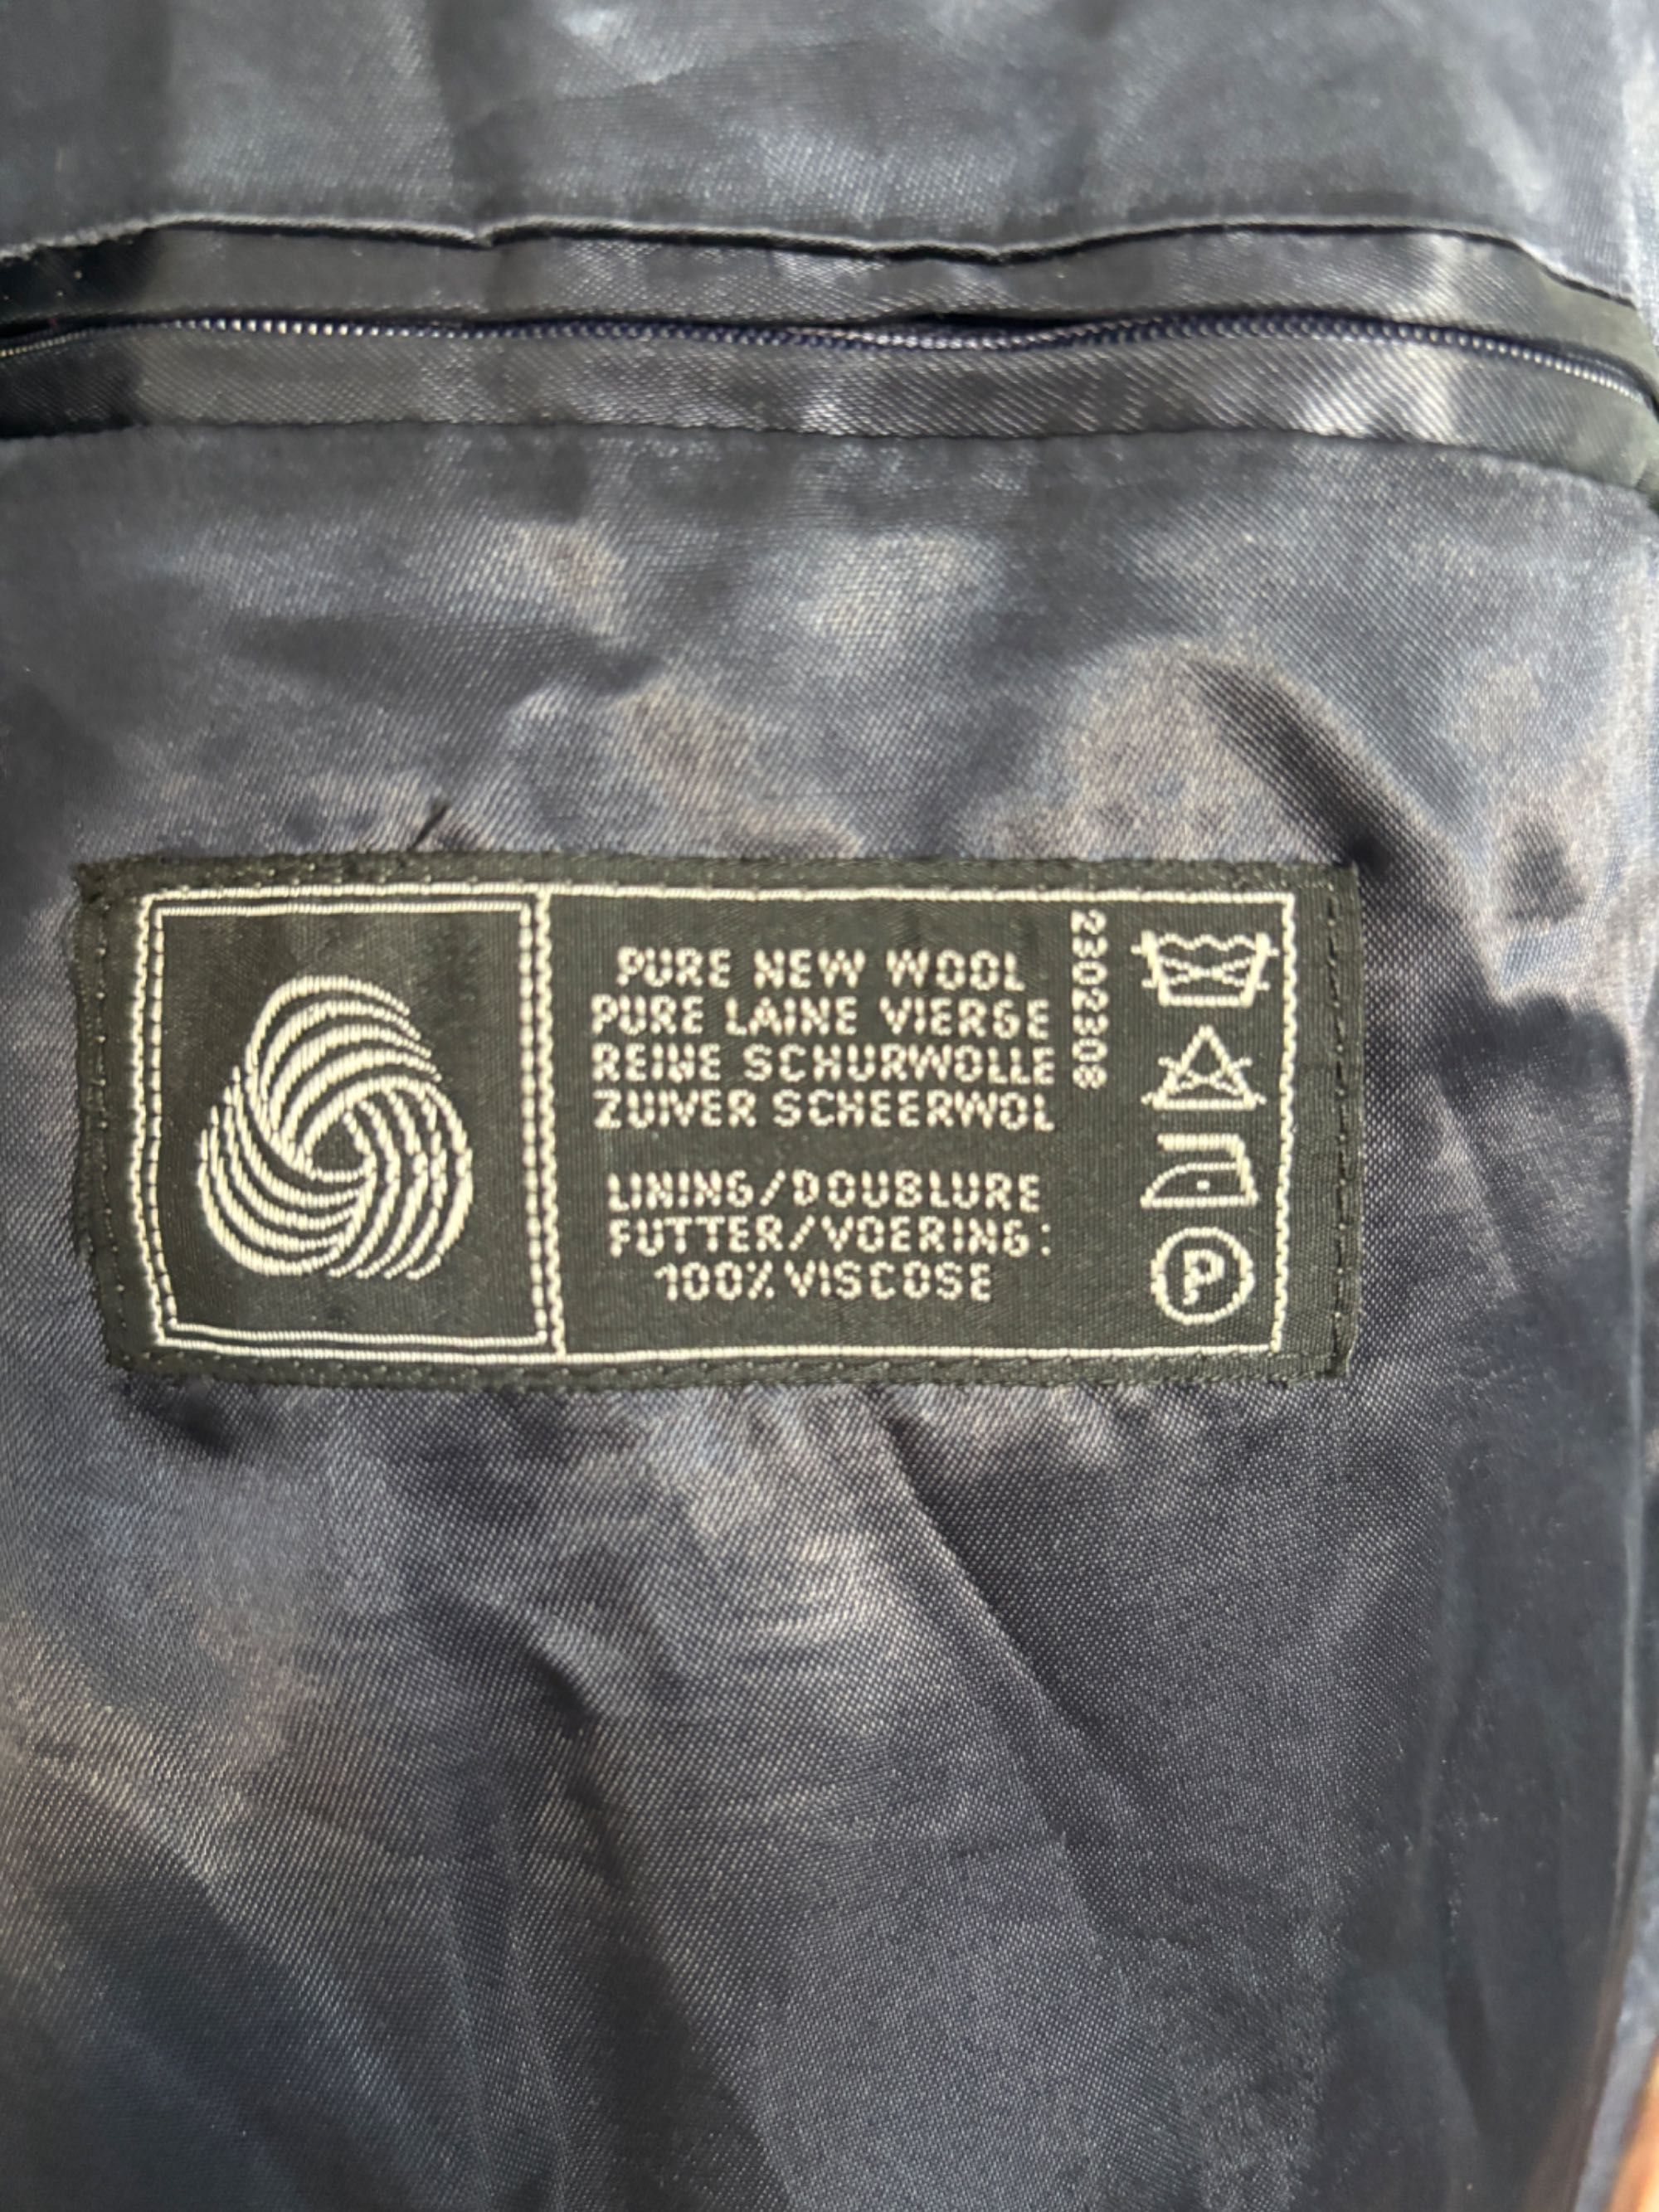 PURE NEW WOOL
PURE LAINE VIERGE
REINE SCHURWOLLE
ZUIVER SCHEERWOL
LINING/DOUBLURE
FUTTER/VOERING:
100% VISCOSE
2302308
P